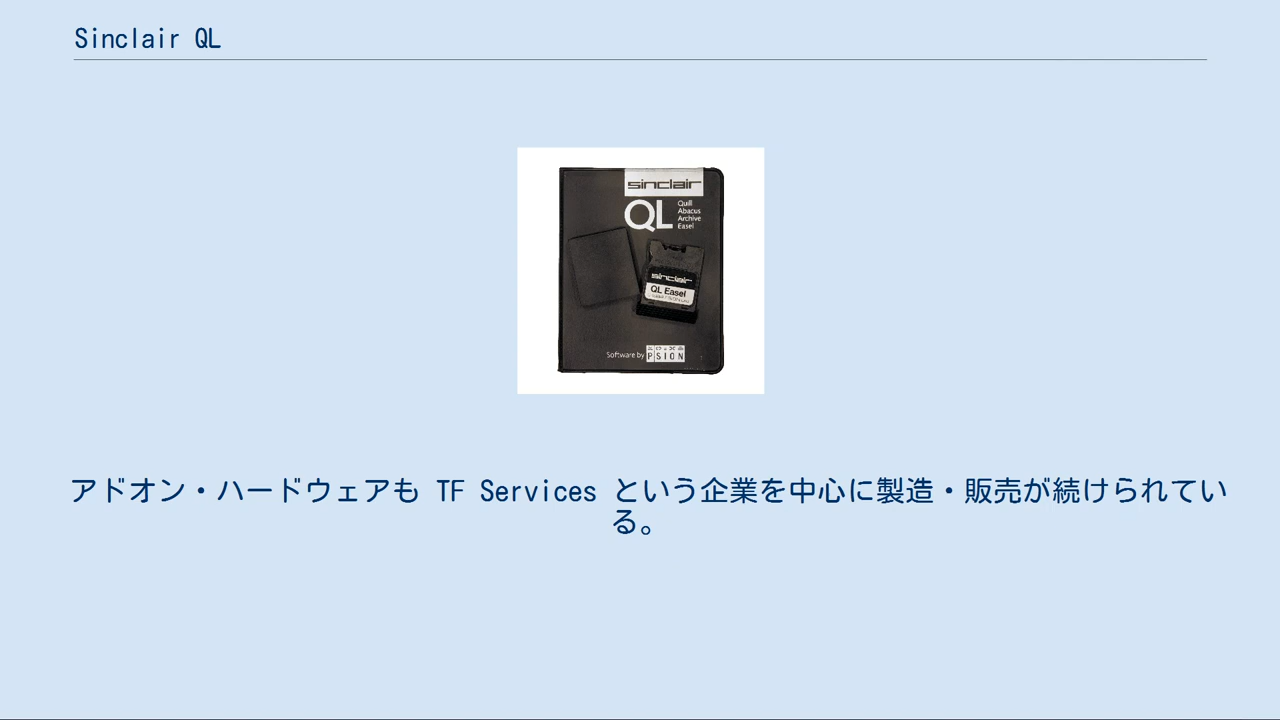 Sinclair QL
sinclair
QL
Quill
Abacus
Archive
Easel
sinclair
QL Easel
Software by PSION
アドオン・ハードウェアも TF Services という企業を中心に製造・販売が続けられてい
る。